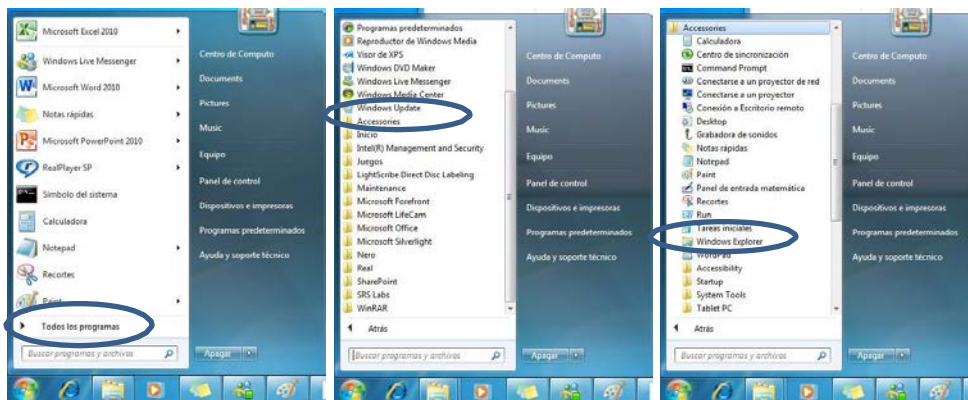 Microsoft Excel 2010
Windows Live Messenger
Microsoft Word 2010
Notas rápidas
Microsoft PowerPoint 2010
RealPlayer SP
Símbolo del sistema
Calculadora
Notepad
Recortes
Paint
Todos los programas
Buscar programas y archivos
Centro de Computo
Documents
Pictures
Music
Equipo
Panel de control
Dispositivos e impresoras
Programas predeterminados
Ayuda y soporte técnico
Apagar
Programas predeterminados
Reproductor de Windows Media
Visor de XPS
Windows DVD Maker
Windows Live Messenger
Windows Media Center
Windows Update
Accessories
Inicio
Intel(R) Management and Security
Juegos
LightScribe Direct Disc Labeling
Maintenance
Microsoft Forefront
Microsoft LifeCam
Microsoft Office
Microsoft Silverlight
Nero
Real
SharePoint
SRS Labs
WinRAR
Atrás
Buscar programas y archivos
Centro de Computo
Documents
Pictures
Music
Equipo
Panel de control
Dispositivos e impresoras
Programas predeterminados
Ayuda y soporte técnico
Apagar
Accessories
Calculadora
Centro de sincronización
Command Prompt
Conectarse a un proyector de red
Conectarse a un proyector
Conexión a Escritorio remoto
Desktop
Grabadora de sonidos
Notas rápidas
Notepad
Paint
Panel de entrada matemática
Recortes
Run
Tareas iniciales
Windows Explorer
WordPad
Accessibility
Startup
System Tools
Tablet PC
Atrás
Buscar programas y archivos
Centro de Computo
Documents
Pictures
Music
Equipo
Panel de control
Dispositivos e impresoras
Programas predeterminados
Ayuda y soporte técnico
Apagar